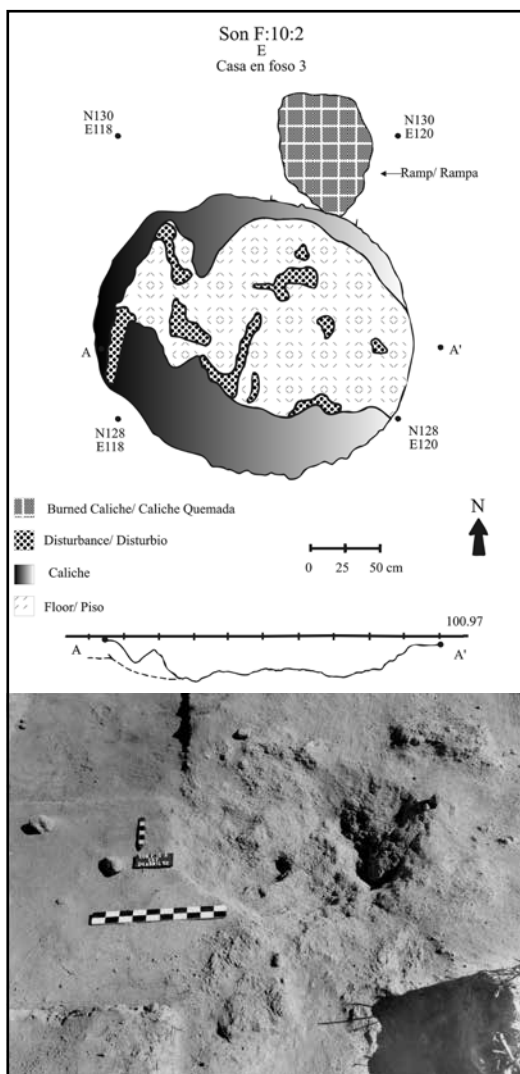 Son F:10:2
E
Casa en foso 3
N130
E118
N130
E120
Ramp/ Rampa
A
A'
N128
E118
N128
E120
Burned Caliche/ Caliche Quemada
Disturbance/ Disturbio
Caliche
Floor/ Piso
N
0 25 50 cm
100.97
A
A'